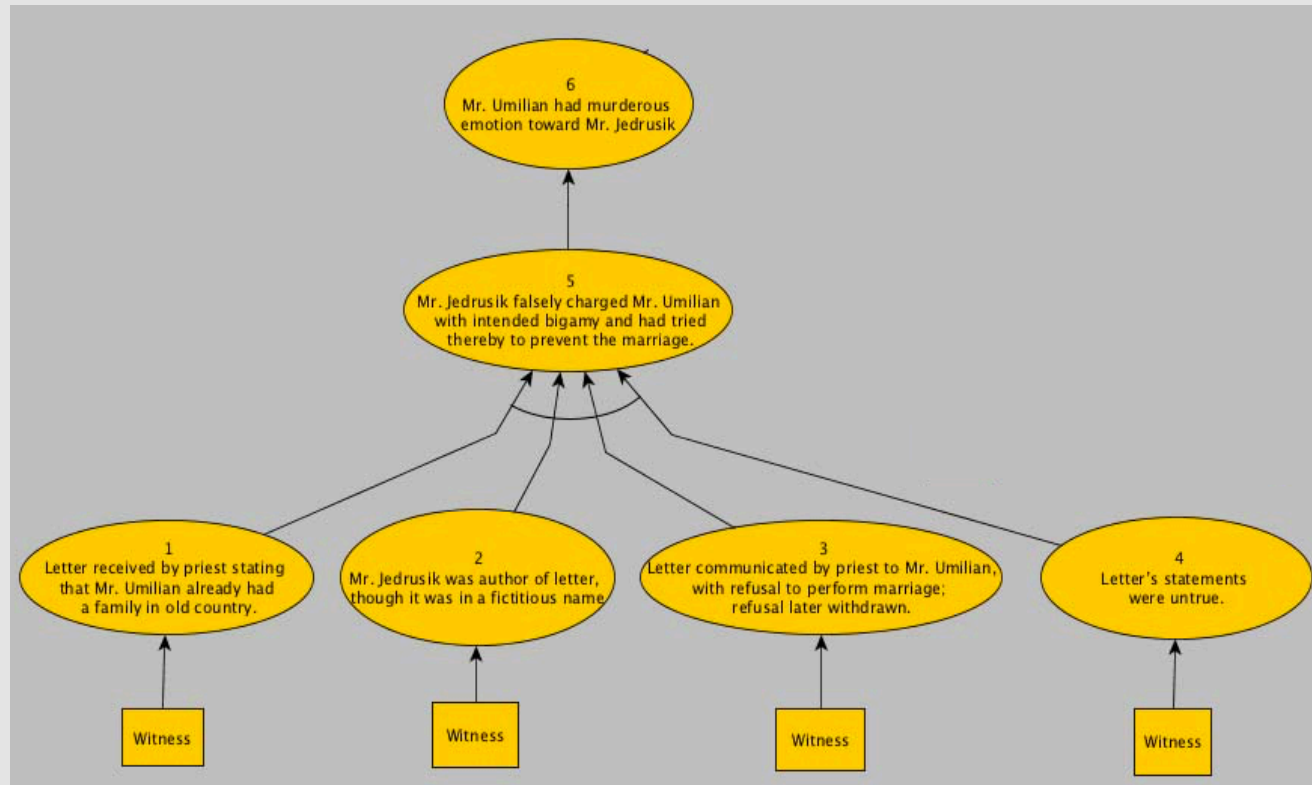 6
Mr. Umilian had murderous
emotion toward Mr. Jedrusik
5
Mr. Jedrusik falsely charged Mr. Umilian
with intended bigamy and had tried
thereby to prevent the marriage.
1
Letter received by priest stating
that Mr. Umilian already had
a family in old country.
2
Mr. Jedrusik was author of letter,
though it was in a fictitious name
3
Letter communicated by priest to Mr. Umilian,
with refusal to perform marriage;
refusal later withdrawn.
4
Letter's statements
were untrue.
Witness
Witness
Witness
Witness